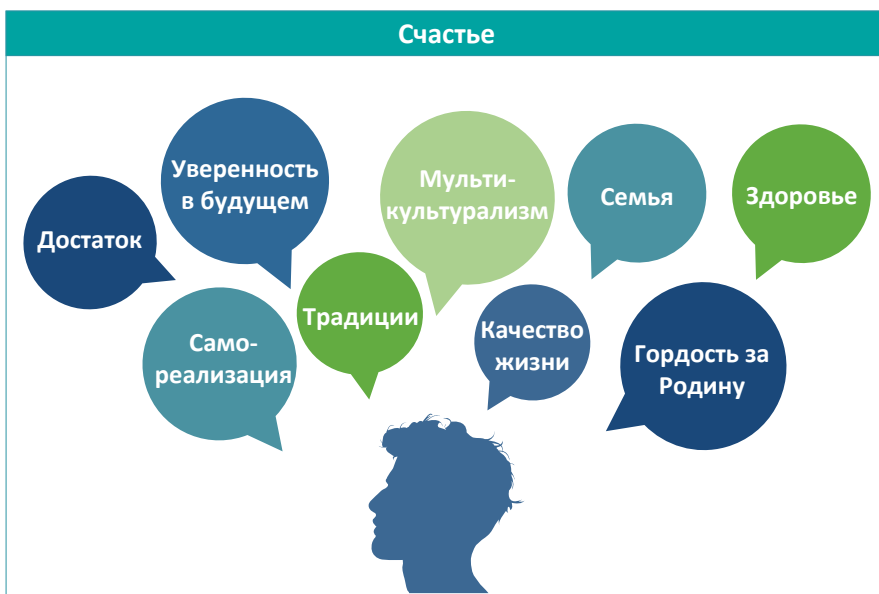 Счастье
Достаток
Уверенность
в будущем
Мульти-
культурализм
Семья
Здоровье
Само-
реализация
Традиции
Качество
жизни
Гордость за
Родину